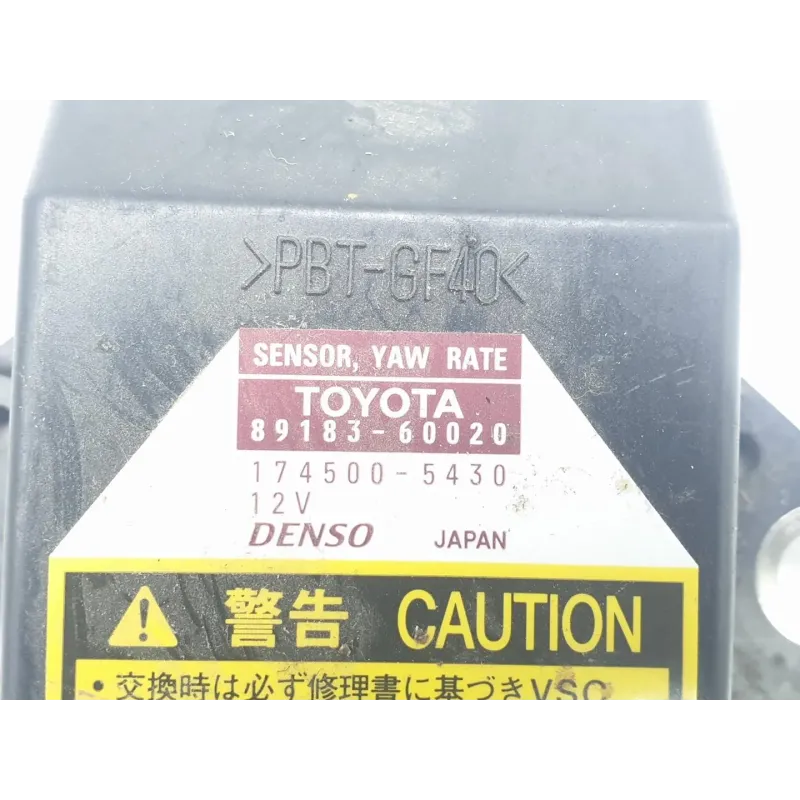 >PBT-GF40<
SENSOR, YAW RATE
TOYOTA
89183-60020
174500-5430
12V
DENSO JAPAN
警告 CAUTION
・交換時は必ず修理書に基づきVSC